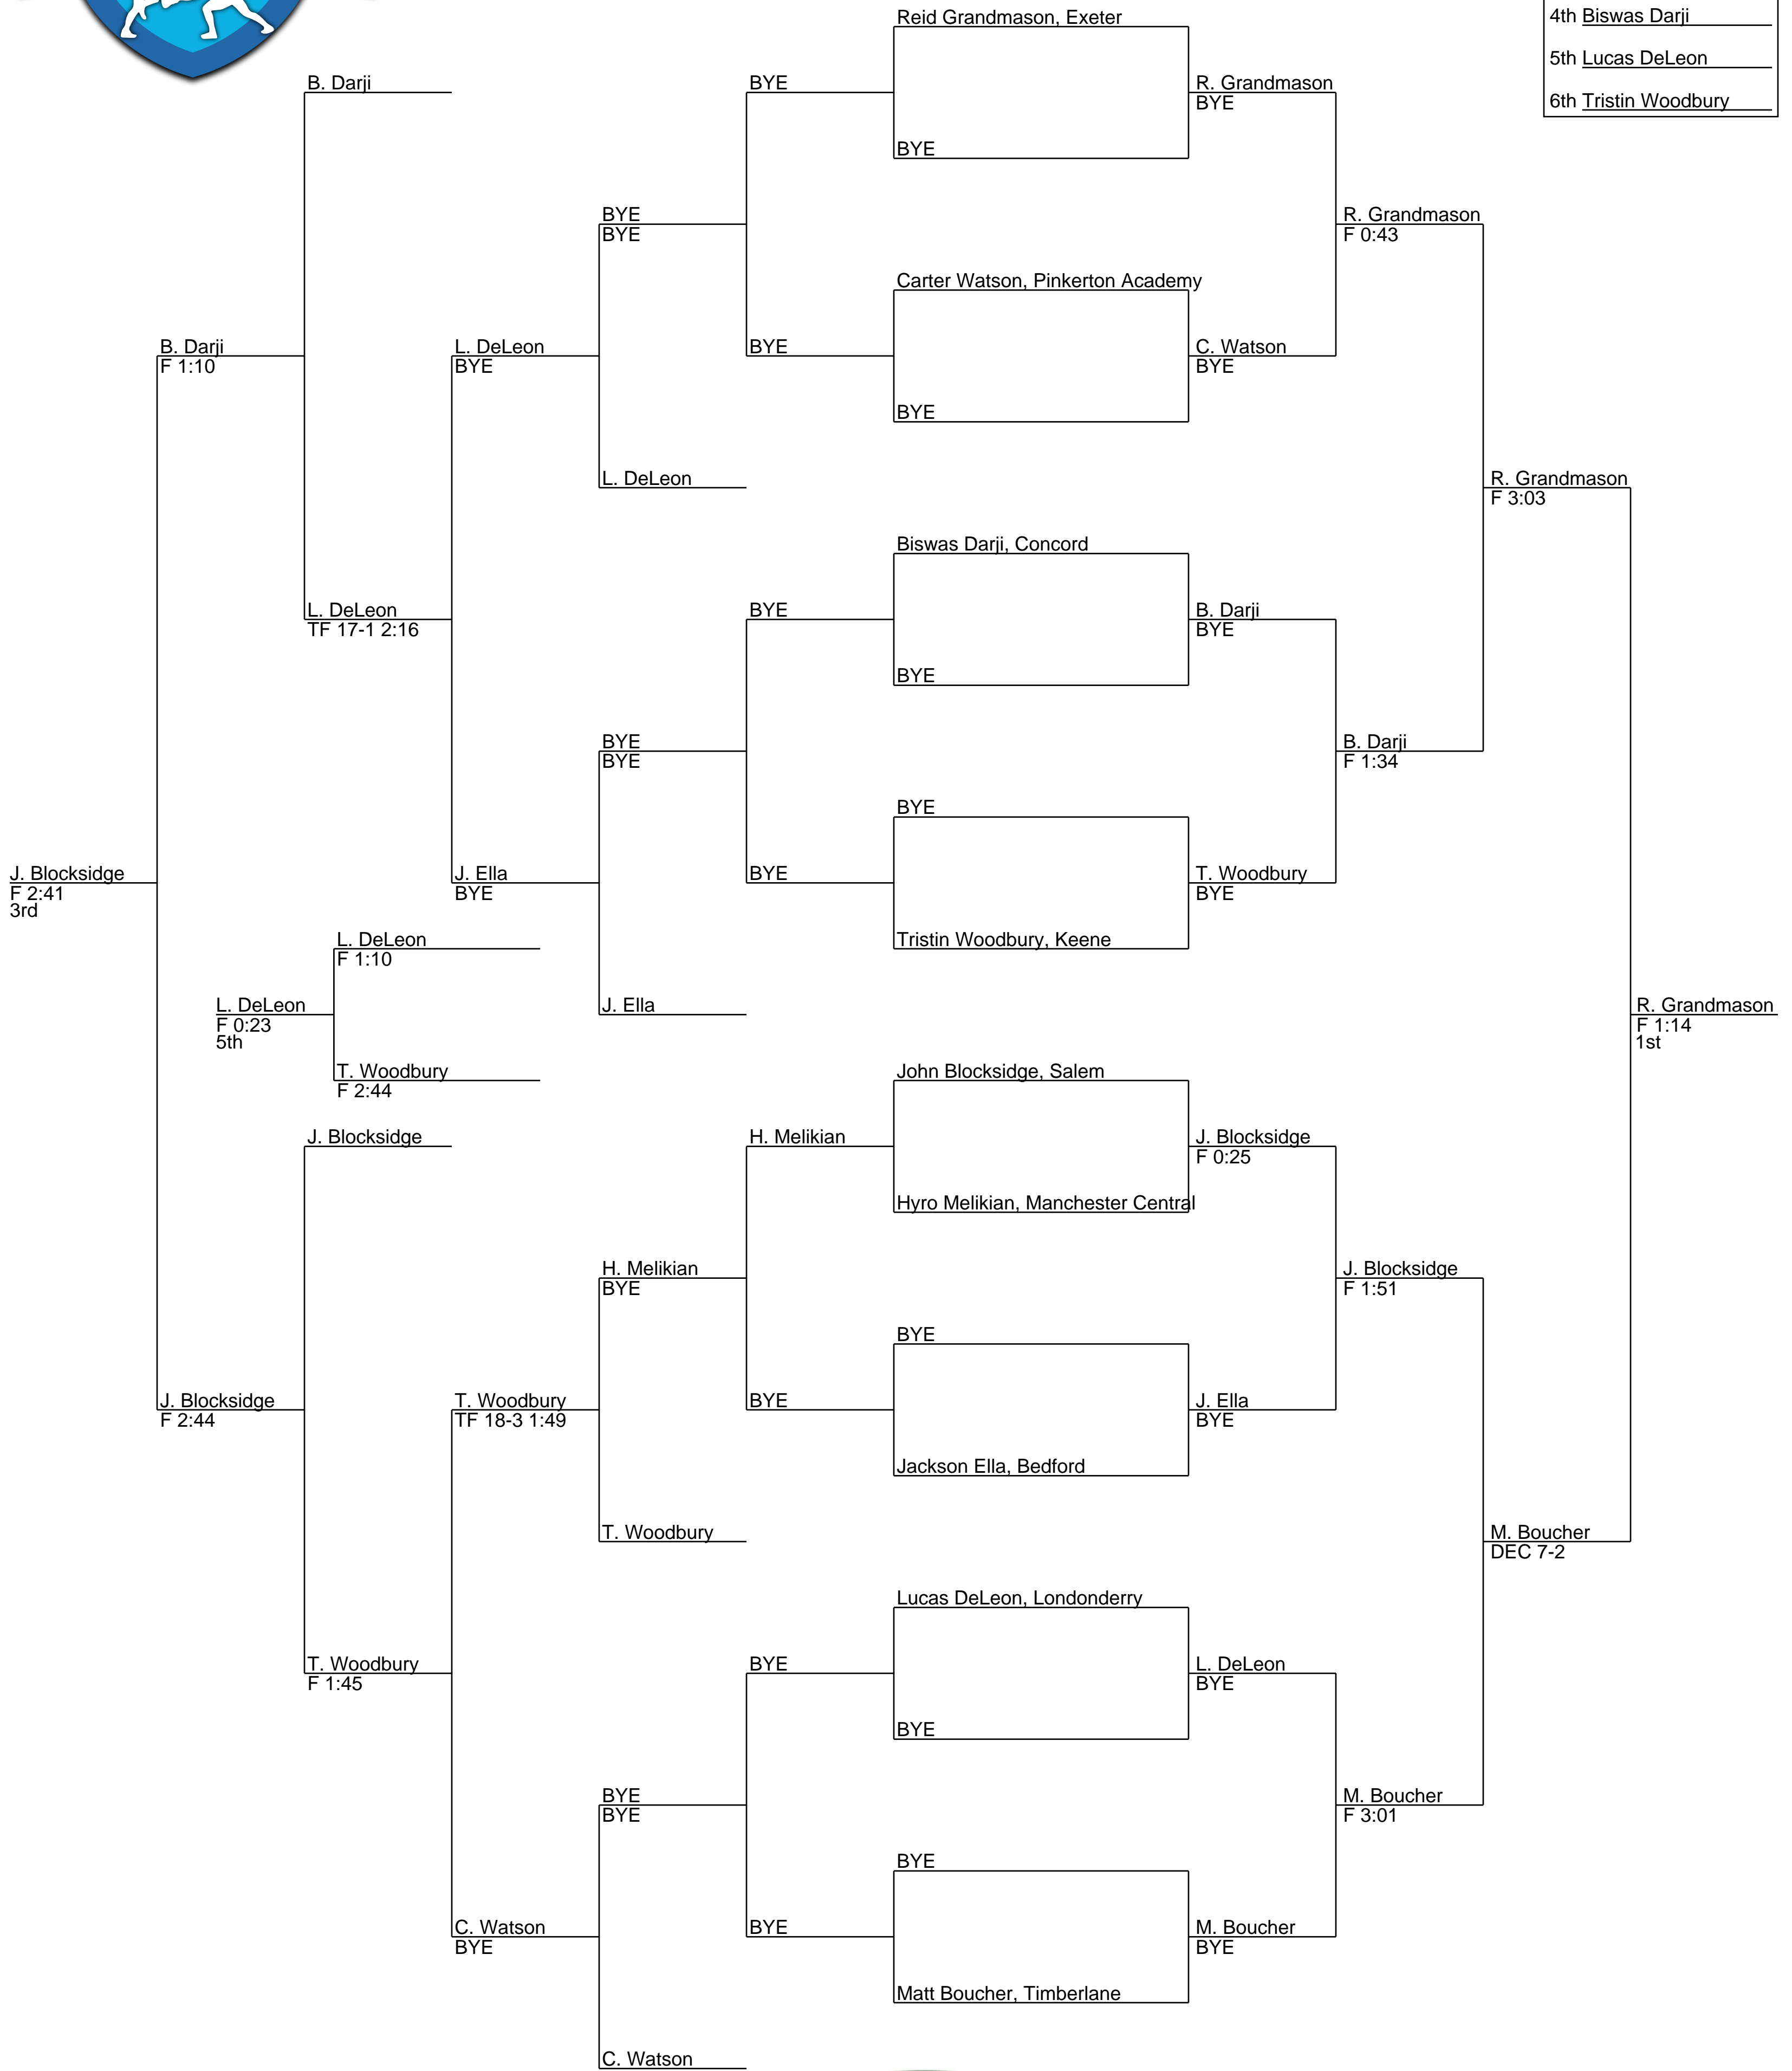 Reid Grandmason, Exeter
4th Biswas Darji
5th Lucas DeLeon
6th Tristin Woodbury
B. Darji
BYE
R. Grandmason
BYE
BYE
BYE
BYE
R. Grandmason
F 0:43
Carter Watson, Pinkerton Academy
B. Darji
F 1:10
L. DeLeon
BYE
BYE
C. Watson
BYE
BYE
L. DeLeon
R. Grandmason
F 3:03
Biswas Darji, Concord
L. DeLeon
TF 17-1 2:16
BYE
B. Darji
BYE
BYE
BYE
BYE
B. Darji
F 1:34
BYE
J. Blocksidge
F 2:41
3rd
J. Ella
BYE
BYE
T. Woodbury
BYE
L. DeLeon
F 1:10
Tristin Woodbury, Keene
L. DeLeon
F 0:23
5th
J. Ella
R. Grandmason
F 1:14
1st
T. Woodbury
F 2:44
John Blocksidge, Salem
J. Blocksidge
H. Melikian
J. Blocksidge
F 0:25
Hyro Melikian, Manchester Central
H. Melikian
BYE
J. Blocksidge
F 1:51
BYE
J. Blocksidge
F 2:44
T. Woodbury
TF 18-3 1:49
BYE
J. Ella
BYE
Jackson Ella, Bedford
T. Woodbury
M. Boucher
DEC 7-2
Lucas DeLeon, Londonderry
T. Woodbury
F 1:45
BYE
L. DeLeon
BYE
BYE
BYE
BYE
M. Boucher
F 3:01
BYE
C. Watson
BYE
BYE
M. Boucher
BYE
Matt Boucher, Timberlane
C. Watson